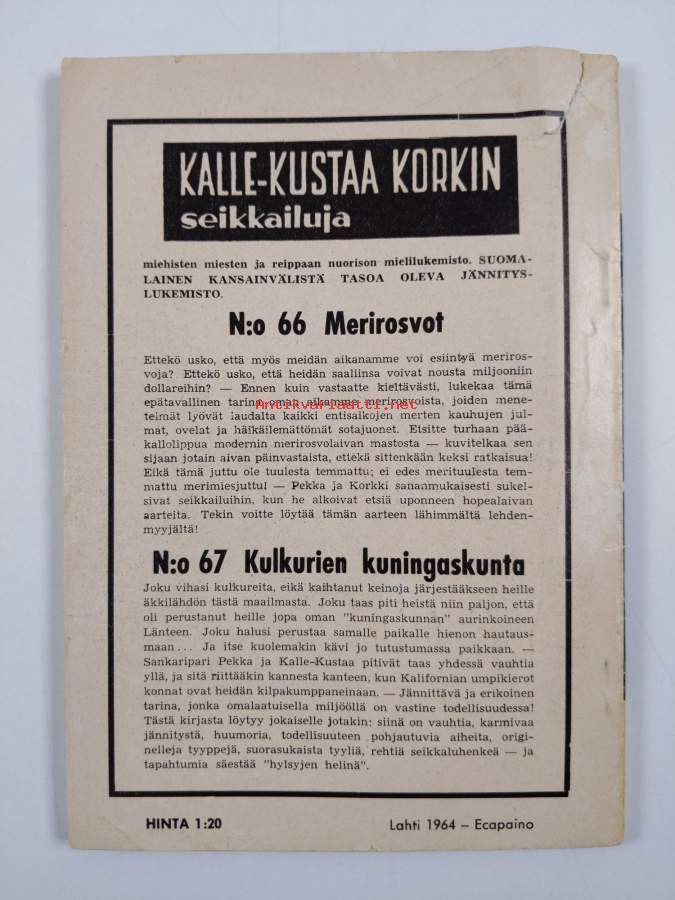 KALLE-KUSTAA KORKIN
seikkailuja
miehisten miesten ja reippaan nuorison mielilukemisto. SUOMA-
LAINEN KANSAINVÄLISTÄ TASOA OLEVA JÄNNITYS-
LUKEMISTO.
N:o 66 Merirosvot
Ettekö usko, että myös meidän aikanamme voi esiintyä meriros-
voja? Ettekö usko, että heidän saaliinsa voivat nousta miljooniin
dollareihin? — Ennen kuin vastaatte kieltävästi, lukekaa tämä
epätavallinen tarina oman aikamme merirosvoista, joiden mene-
Antikvariaatti.net
telmät lyövät laudalta kaikki entisaikojen merten kauhujen jul-
mat, ovelat ja häikäilemättömät sotajuonet. Etsitte turhaan pää-
kallolippua modernin merirosvolaivan mastosta — kuvitelkaa sen
sijaan jotain aivan päinvastaista, ettekä sittenkään keksi ratkaisua!
Eikä tämä juttu ole tuulesta temmattu; ei edes merituulesta tem-
mattu merimiesjuttu! — Pekka ja Korkki sananmukaisesti sukel-
sivat seikkailuihin, kun he alkoivat etsiä uponneen hopealaivan
aarteita. Tekin voitte löytää tämän aarteen lähimmältä lehden-
myyjältä!
N:o 67 Kulkurien kuningaskunta
Joku vihasi kulkureita, eikä kaihtanut keinoja järjestääkseen heille
äkkilähdön tästä maailmasta. Joku taas piti heistä niin paljon, että
oli perustanut heille jopa oman "kuningaskunnan" aurinkoineen
Länteen. Joku halusi perustaa samalle paikalle hienon hautaus-
maan... Ja itse kuolemakin kävi jo tutustumassa paikkaan. —
Sankaripari Pekka ja Kalle-Kustaa pitivät taas yhdessä vauhtia
yllä, ja sitä riittääkin kannesta kanteen, kun Kalifornian umpikierot
konnat ovat heidän kilpakumppaneinaan. — Jännittävä ja erikoinen
tarina, jonka omalaatuisella miljööllä on vastine todellisuudessa!
Tästä kirjasta löytyy jokaiselle jotakin: siinä on vauhtia, karmivaa
jännitystä, huumoria, todellisuuteen pohjautuvia aiheita, origi-
nelleja tyyppejä, suorasukaista tyyliä, rehtiä seikkaluhenkeä — ja
tapahtumia säestää "hylsyjen helinä".
HINTA 1:20
Lahti 1964 – Ecapaino